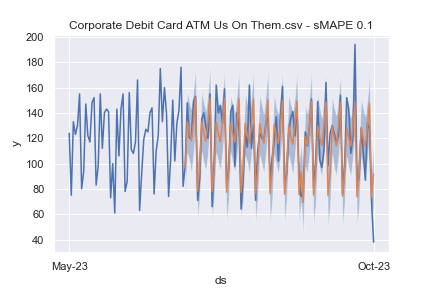 Corporate Debit Card ATM Us On Them.csv - sMAPE 0.1
200
180
160
140
120
100
80
60
40
y
May-23
Oct-23
ds